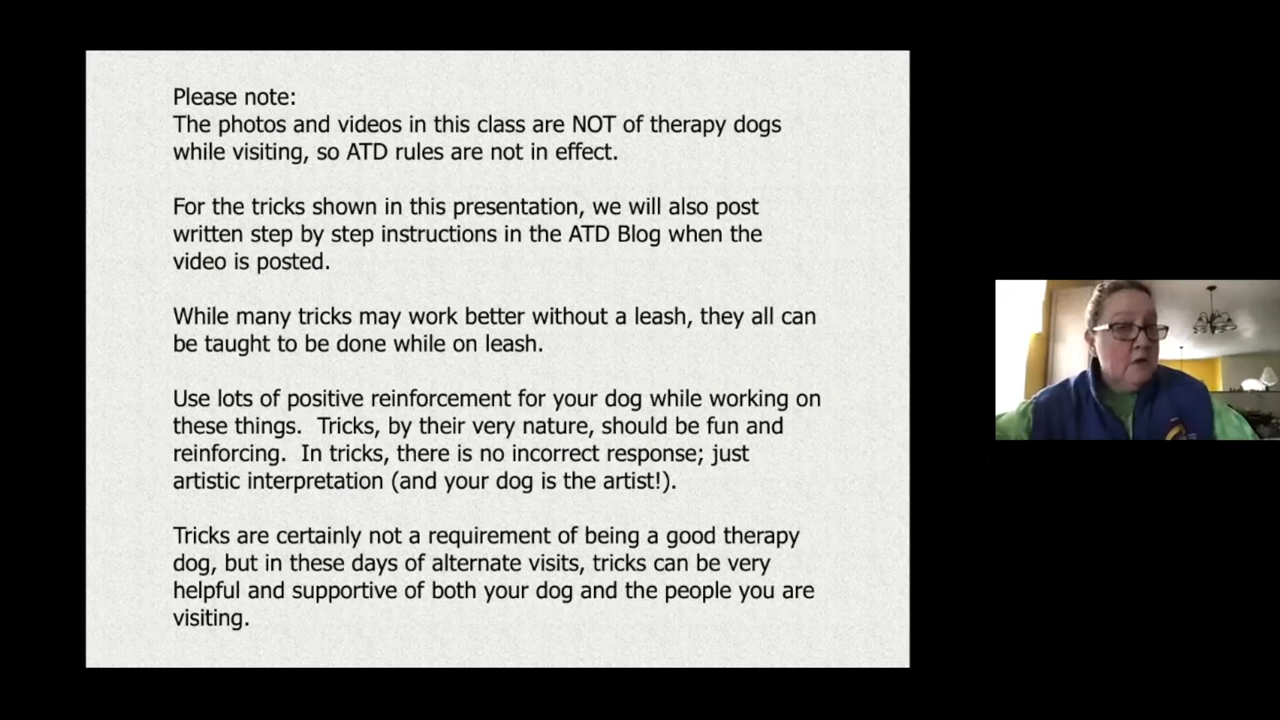 Please note:
The photos and videos in this class are NOT of therapy dogs
while visiting, so ATD rules are not in effect.
For the tricks shown in this presentation, we will also post
written step by step instructions in the ATD Blog when the
video is posted.
While many tricks may work better without a leash, they all can
be taught to be done while on leash.
Use lots of positive reinforcement for your dog while working on
these things.  Tricks, by their very nature, should be fun and
reinforcing.  In tricks, there is no incorrect response; just
artistic interpretation (and your dog is the artist!).
Tricks are certainly not a requirement of being a good therapy
dog, but in these days of alternate visits, tricks can be very
helpful and supportive of both your dog and the people you are
visiting.